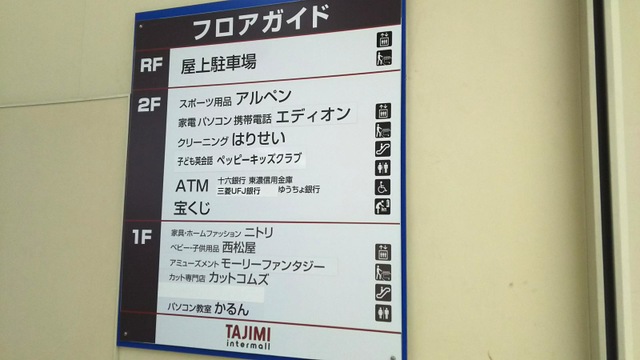 フロアガイド
RF 屋上駐車場
2F スポーツ用品 アルペン
家電 パソコン 携帯電話 エディオン
クリーニング はりせい
子ども英会話 ペッピーキッズクラブ
ATM 十六銀行 東濃信用金庫
三菱UFJ銀行 ゆうちょ銀行
宝くじ
1F 家具・ホームファッション ニトリ
ベビー・子供用品 西松屋
アミューズメント モーリーファンタジー
カット専門店 カットコムズ
パソコン教室 かるん
TAJIMI
intermall